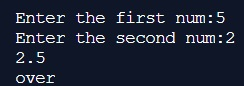 Enter the first num:5
Enter the second num:2
2.5
over